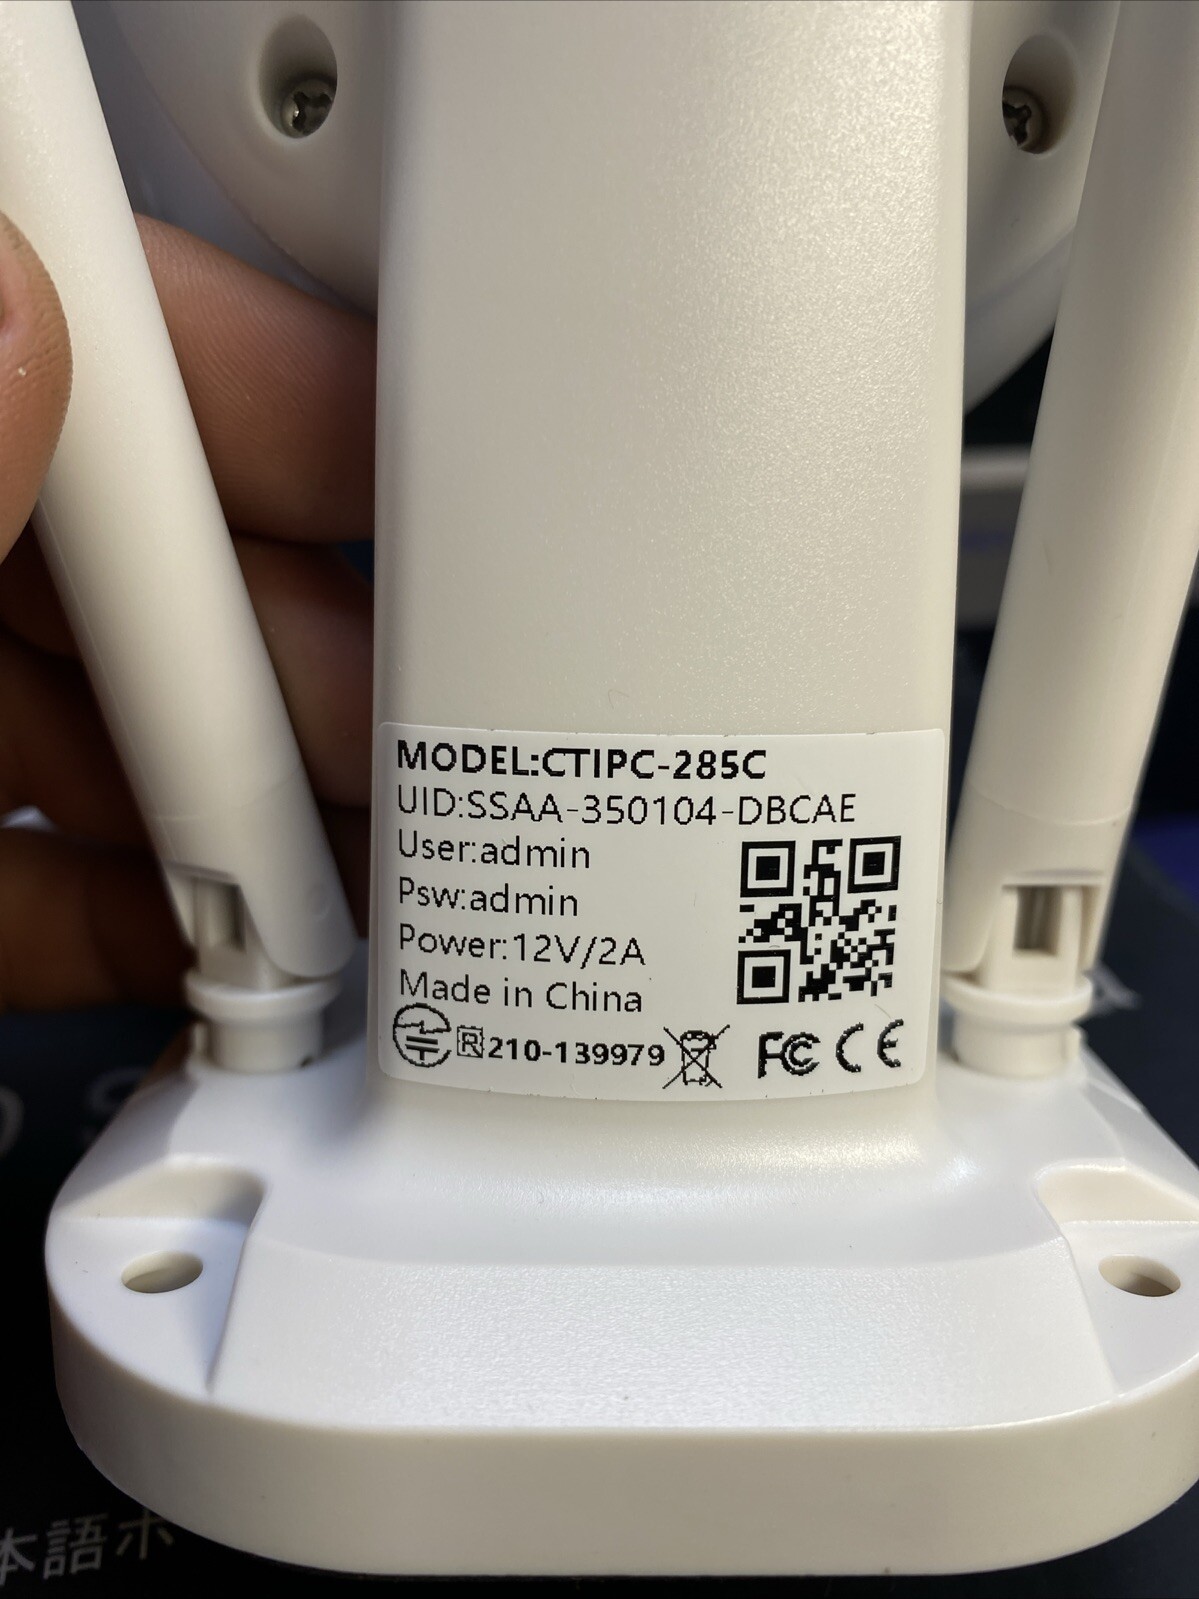 MODEL:CTIPC-285C
UID:SSAA-350104-DBCAE
User:admin
Psw:admin
Power:12V/2A
Made in China
R 210-139979 FC CE
本語ホ